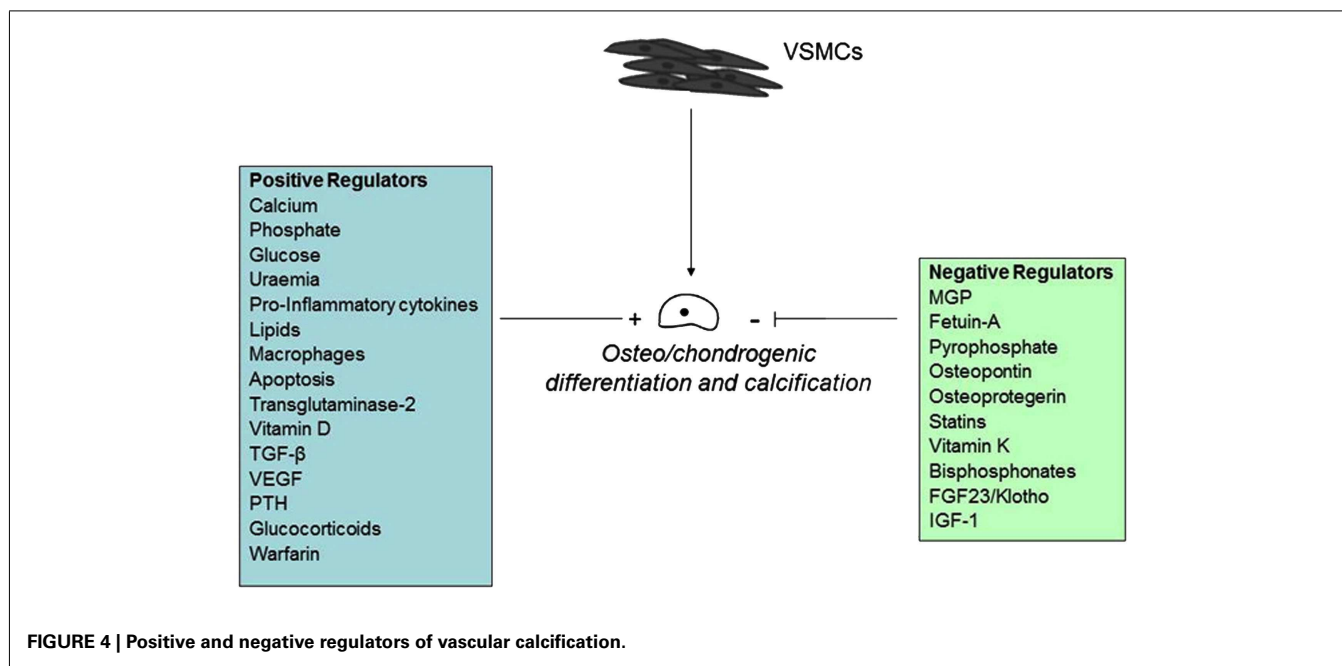 VSMCs
Positive Regulators
Calcium
Phosphate
Glucose
Uraemia
Pro-Inflammatory cytokines
Lipids
Macrophages
Apoptosis
Transglutaminase-2
Vitamin D
TGF-β
VEGF
PTH
Glucocorticoids
Warfarin
+
-
Osteo/chondrogenic
differentiation and calcification
Negative Regulators
MGP
Fetuin-A
Pyrophosphate
Osteopontin
Osteoprotegerin
Statins
Vitamin K
Bisphosphonates
FGF23/Klotho
IGF-1
FIGURE 4 | Positive and negative regulators of vascular calcification.